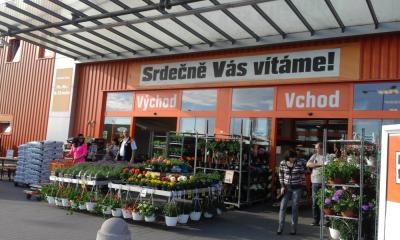 Srdečně Vás vítáme!
Východ
Vchod